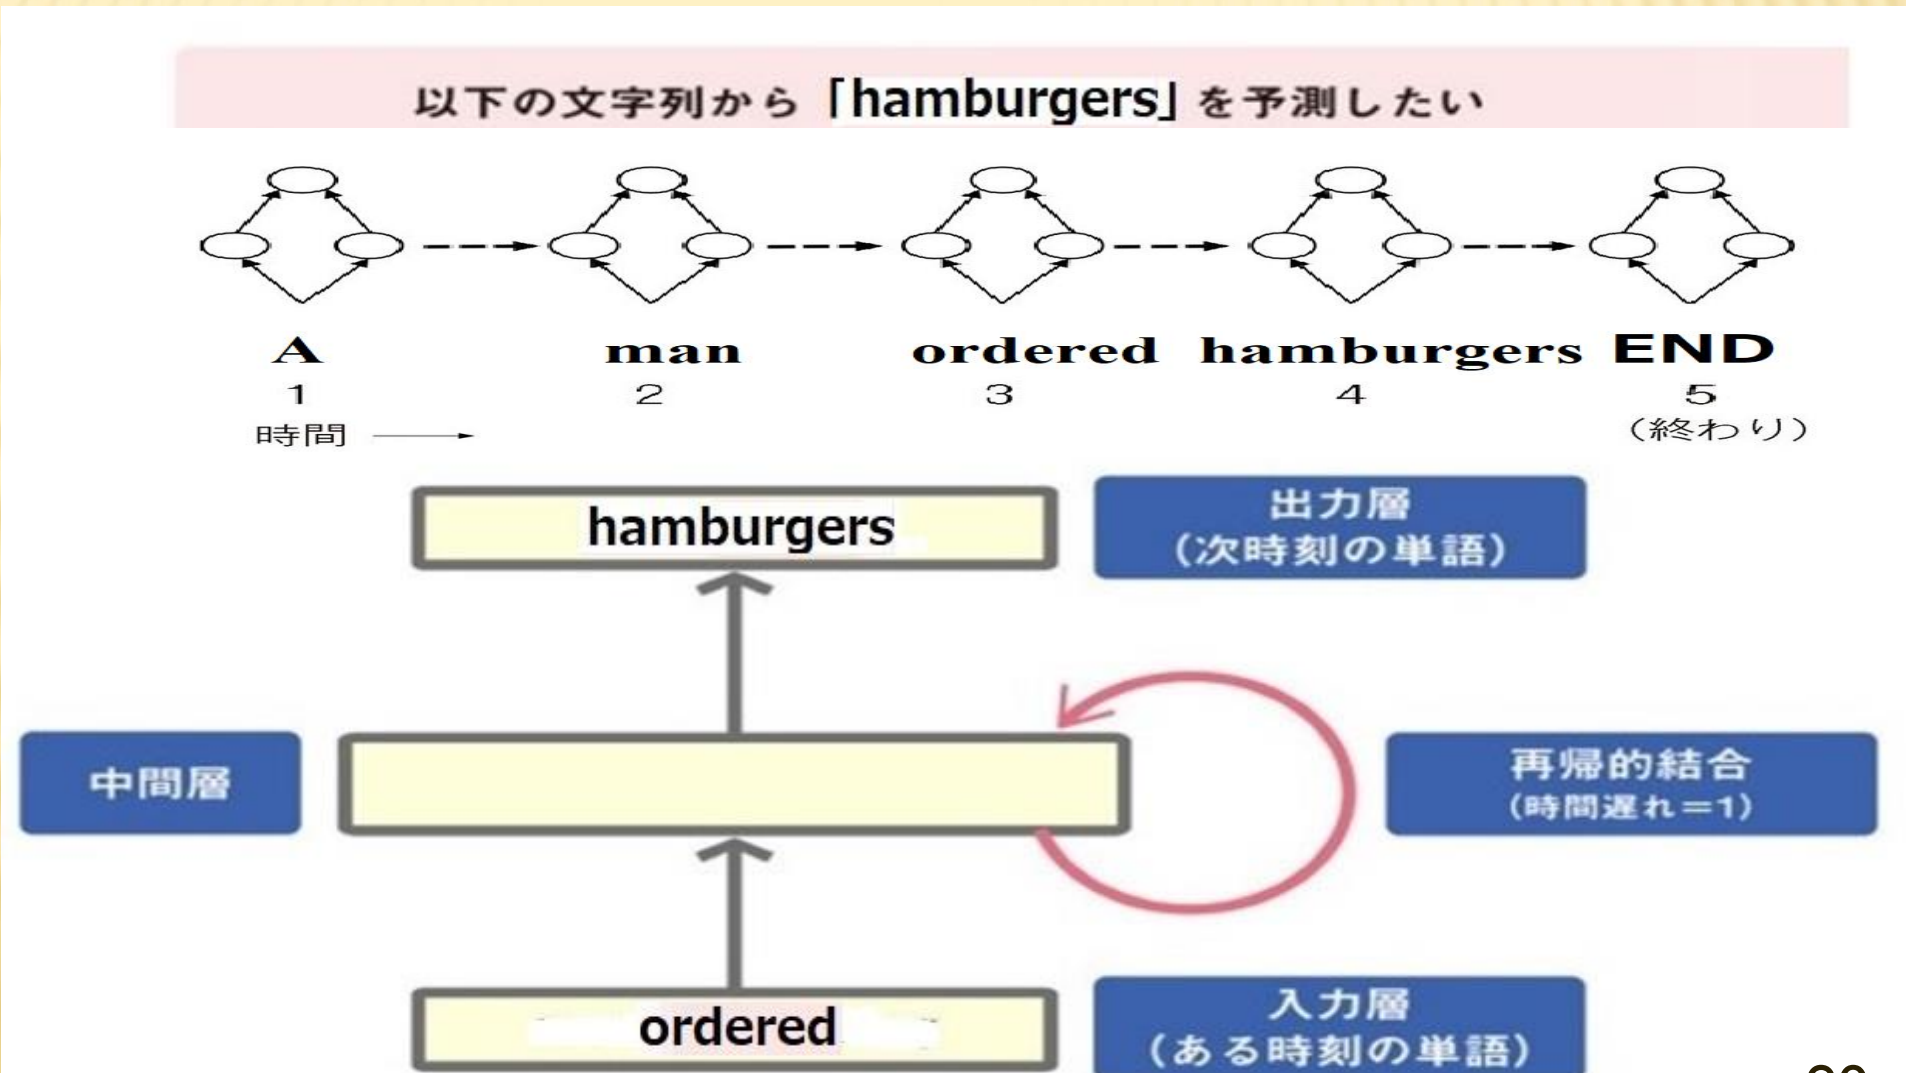 以下の文字列から「hamburgers」を予測したい
A man ordered hamburgers END
1 2 3 4 5
時間 (終わり)
hamburgers
出力層
(次時刻の単語)
中間層
再帰的結合
(時間遅れ=1)
ordered
入力層
(ある時刻の単語)